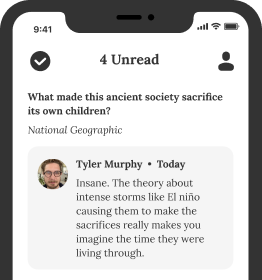 9:41
4 Unread
What made this ancient society sacrifice
its own children?
National Geographic
Tyler Murphy • Today
Insane. The theory about
intense storms like El niño
causing them to make the
sacrifices really makes you
imagine the time they were
living through.